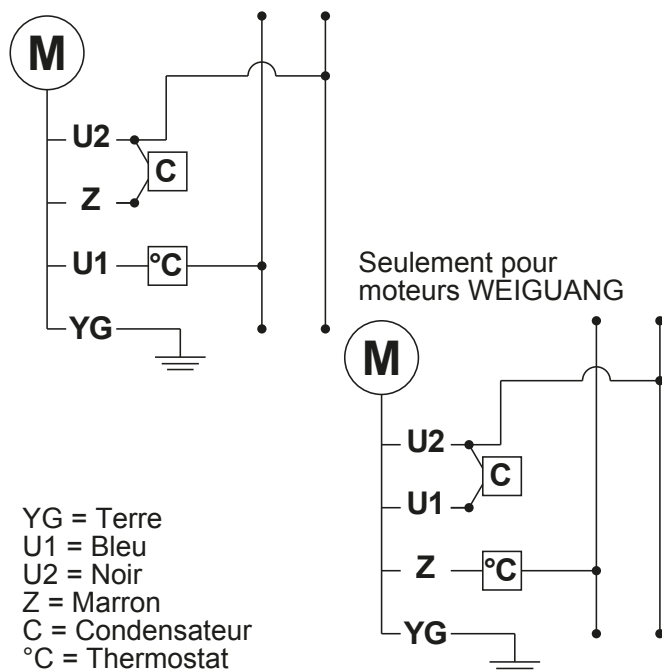 M
U2
C
Z
U1
°C
YG
Seulement pour
moteurs WEIGUANG
M
U2
C
U1
Z
°C
YG
YG = Terre
U1 = Bleu
U2 = Noir
Z = Marron
C = Condensateur
°C = Thermostat